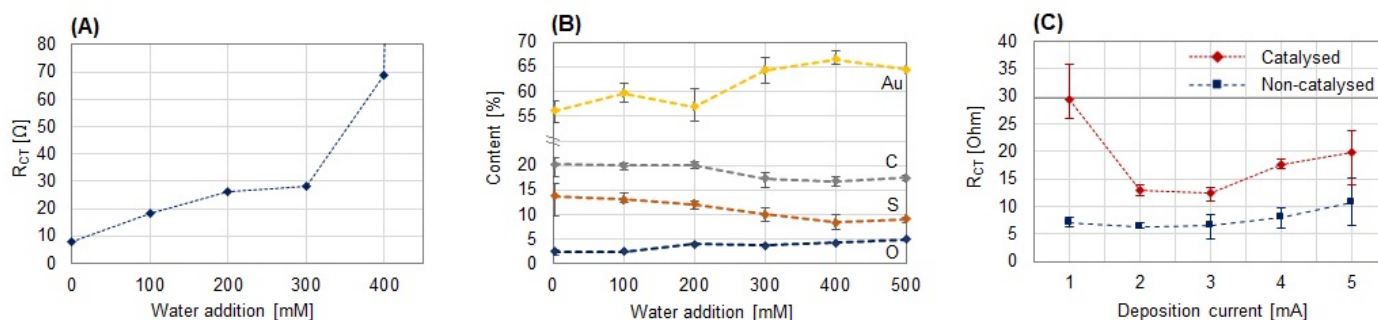 (A)
80
70
60
50
40
30
20
10
0
R_CT [Ω]
0 100 200 300 400
Water addition [mM]
(B)
70
65
60
55
20
15
10
5
0
Content [%]
Au
C
S
O
0 100 200 300 400 500
Water addition [mM]
(C)
40
35
30
25
20
15
10
5
0
R_CT [Ohm]
Catalysed
Non-catalysed
1 2 3 4 5
Deposition current [mA]